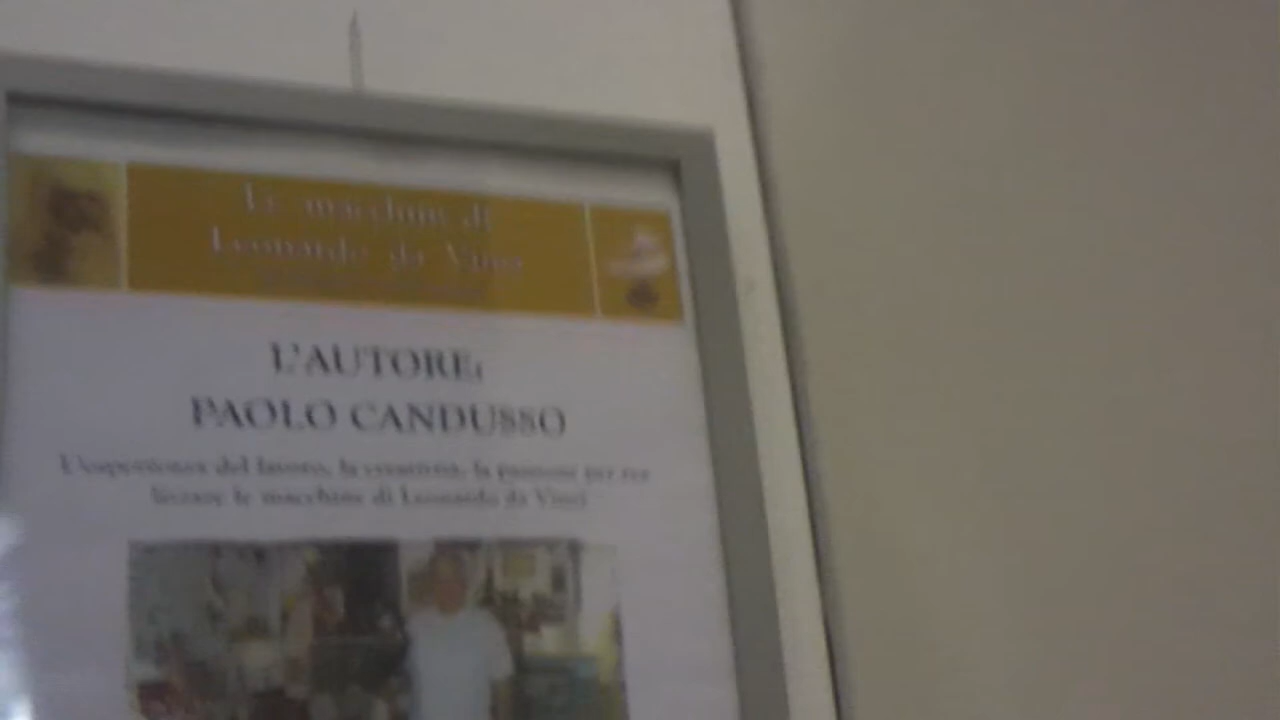 Le macchine di
Leonardo da Vinci
L'AUTORE:
PAOLO CANDUSSO
L'esperienza del lavoro, la creatività, la passione per rea
lizzare le macchine di Leonardo da Vinci